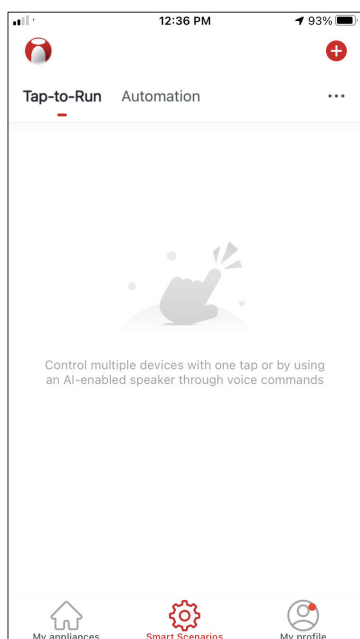 12:36 PM
93%
Tap-to-Run Automation
Control multiple devices with one tap or by using
an AI-enabled speaker through voice commands
My appliances Smart Scenarios My profile